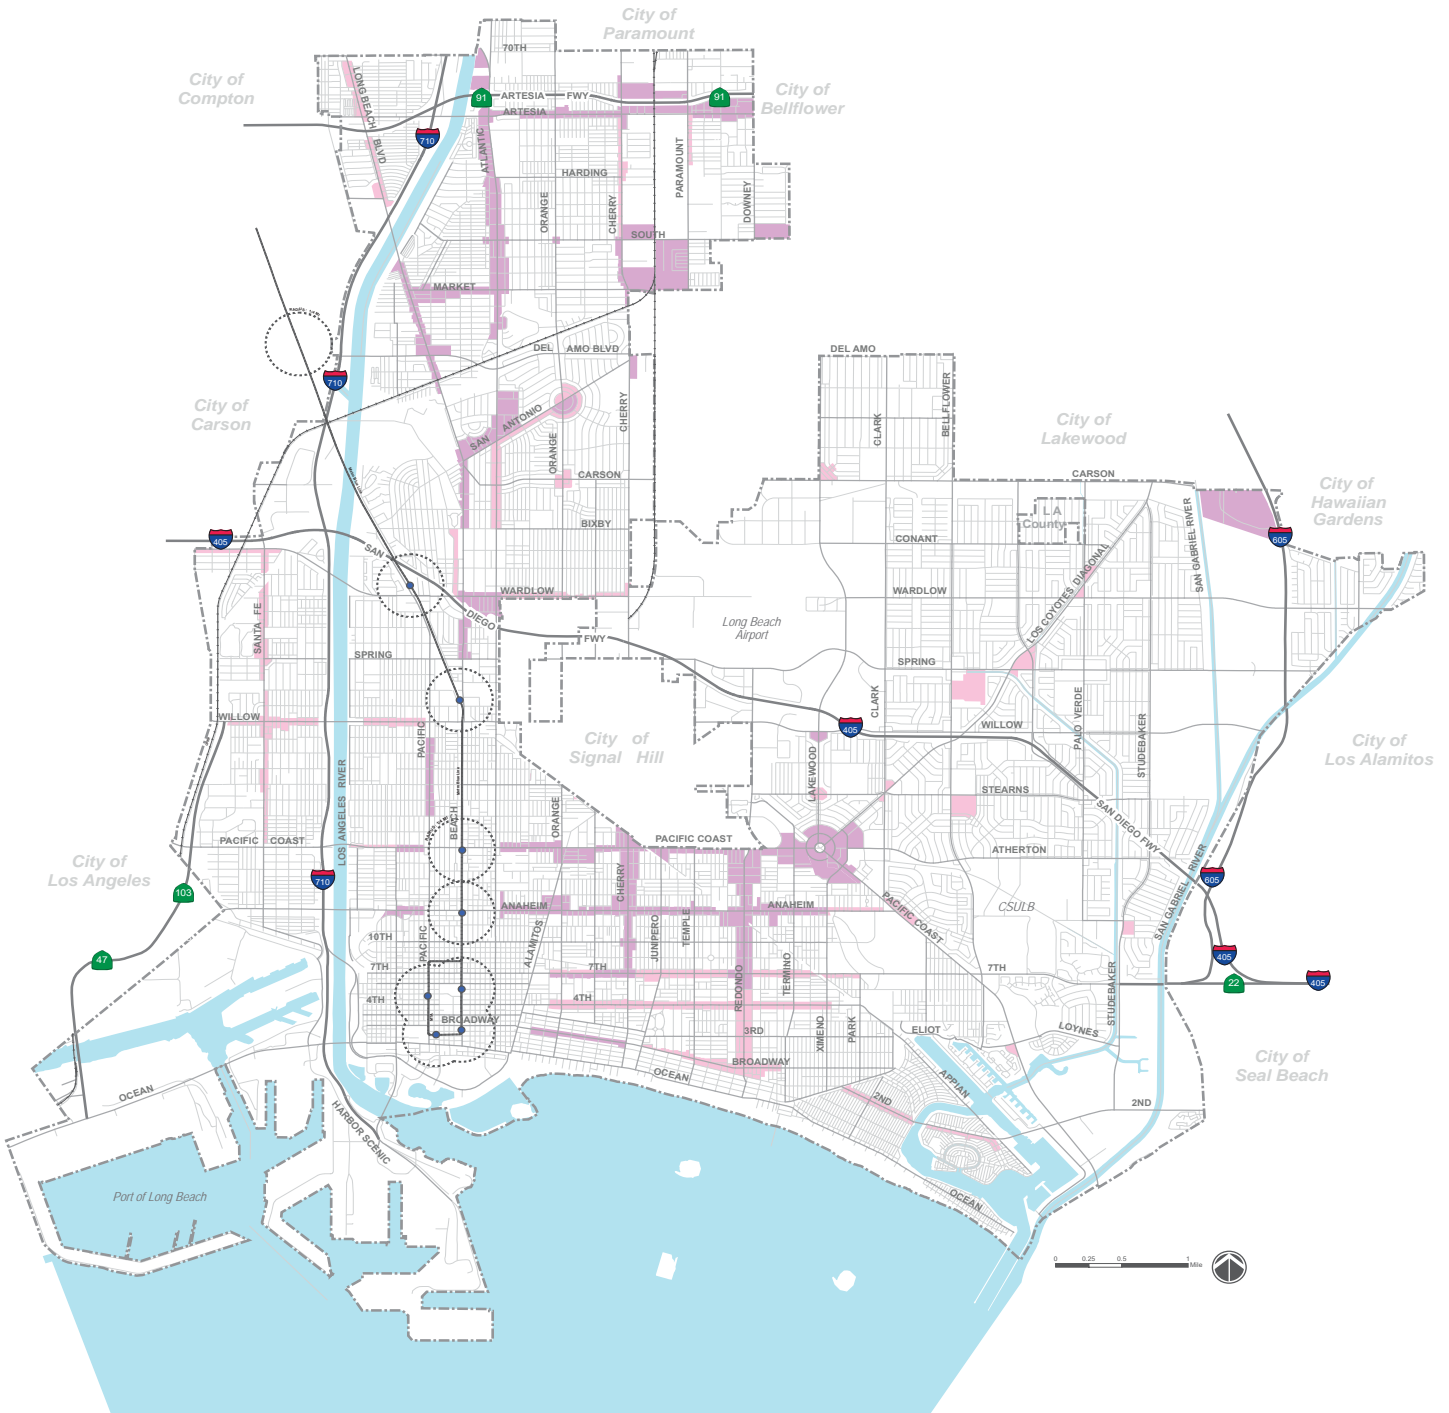 City of
Paramount
70TH
City of
Compton
LONG BEACH BLVD
City of
Bellflower
91
ARTESIA FWY
91
ARTESIA
710
ATLANTIC
HARDING
PARAMOUNT
ORANGE
CHERRY
DOWNEY
SOUTH
MARKET
DEL AMO BLVD
DEL AMO
710
City of
Carson
SAN ANTONIO
CHERRY
CLARK
BELLFLOWER
City of
Lakewood
ORANGE
CARSON
CARSON
City of
Hawaiian
Gardens
BIXBY
L A
County
CONANT
SAN GABRIEL RIVER
605
405
SAN DIEGO FWY
WARDLOW
WARDLOW
LOS COYOTES DIAGONAL
SANTA FE
Long Beach
Airport
SPRING
SPRING
WILLOW
PACIFIC
City of
Signal Hill
405
CLARK
WILLOW
PALO VERDE
STUDEBAKER
City of
Los Alamitos
LOS ANGELES RIVER
LAKEWOOD
STEARNS
BEACH
ORANGE
SAN DIEGO FWY
PACIFIC COAST
PACIFIC COAST
ATHERTON
City of
Los Angeles
710
103
CHERRY
605
ANAHEIM
ANAHEIM
PACIFIC COAST
CSULB
SAN GABRIEL RIVER
10TH
PACIFIC
ALAMITOS
JUNIPERO
TEMPLE
47
7TH
7TH
REDONDO
TERMINO
7TH
405
22
405
4TH
4TH
STUDEBAKER
BROADWAY
3RD
XIMENO
PARK
ELIOT
LOYNES
BROADWAY
OCEAN
City of
Seal Beach
OCEAN
APPIAN
2ND
2ND
HARBOR SCENIC
Port of Long Beach
OCEAN
0 0.25 0.5 1
Mile